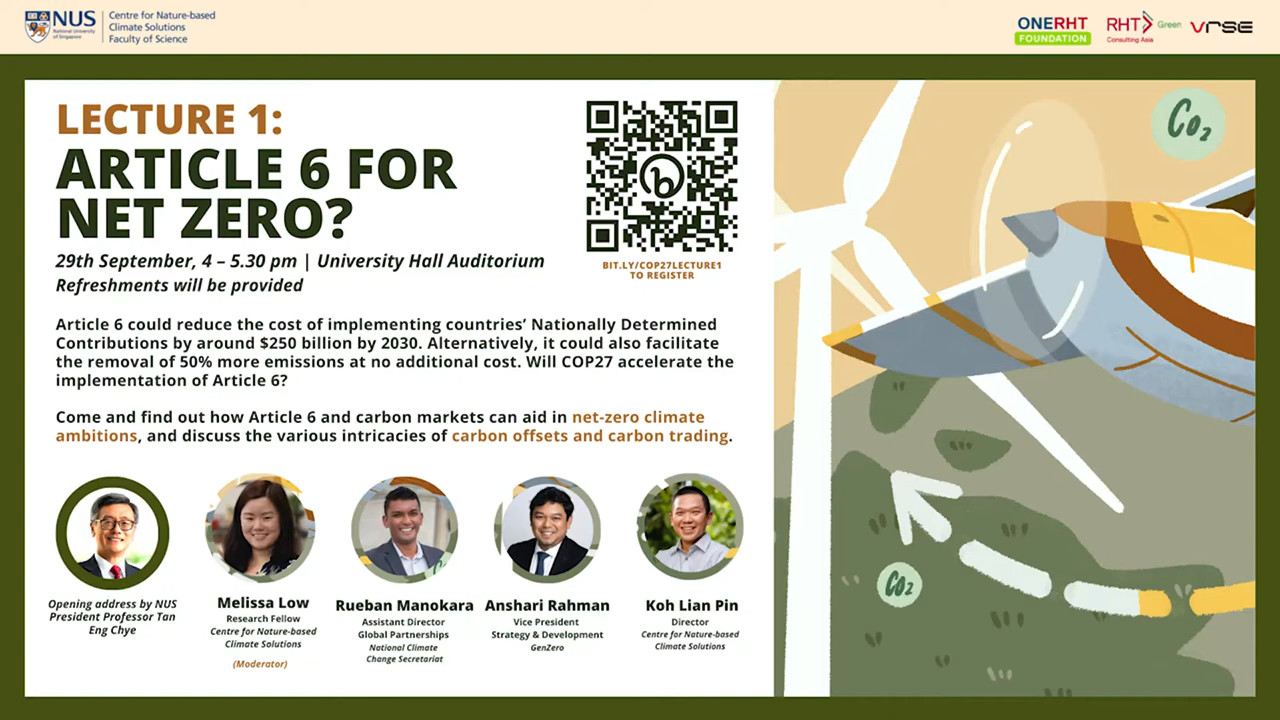 NUS
National University
of Singapore
Centre for Nature-based
Climate Solutions
Faculty of Science
ONERHT
FOUNDATION
RHT Green
Consulting Asia
vrse
LECTURE 1:
ARTICLE 6 FOR
NET ZERO?
29th September, 4 – 5.30 pm | University Hall Auditorium
Refreshments will be provided
BIT.LY/COP27LECTURE1
TO REGISTER
Article 6 could reduce the cost of implementing countries’ Nationally Determined
Contributions by around $250 billion by 2030. Alternatively, it could also facilitate
the removal of 50% more emissions at no additional cost. Will COP27 accelerate the
implementation of Article 6?
Come and find out how Article 6 and carbon markets can aid in net-zero climate
ambitions, and discuss the various intricacies of carbon offsets and carbon trading.
Opening address by NUS
President Professor Tan
Eng Chye
Melissa Low
Research Fellow
Centre for Nature-based
Climate Solutions
(Moderator)
Rueban Manokara
Assistant Director
Global Partnerships
National Climate
Change Secretariat
Anshari Rahman
Vice President
Strategy & Development
GenZero
Koh Lian Pin
Director
Centre for Nature-based
Climate Solutions
Co₂
CO₂